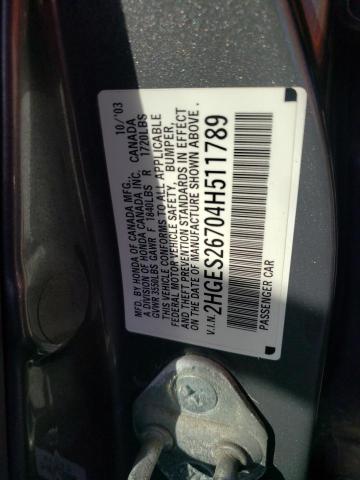 MFD. BY HONDA OF CANADA MFG., CANADA 10/'03
A DIVISION OF HONDA CANADA INC.
GVWR 3550LBS GAWR F 1840LBS R 1720LBS
THIS VEHICLE CONFORMS TO ALL APPLICABLE
FEDERAL MOTOR VEHICLE SAFETY, BUMPER,
AND THEFT PREVENTION STANDARDS IN EFFECT
ON THE DATE OF MANUFACTURE SHOWN ABOVE.
V.I.N: 2HGES26704H511789
PASSENGER CAR